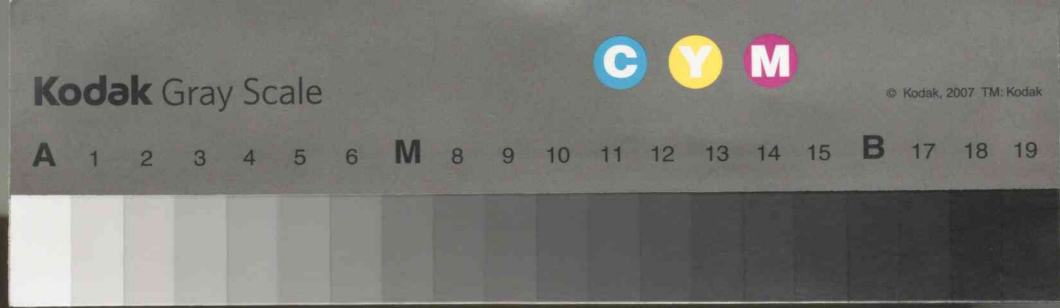 C Y M
Kodak Gray Scale
© Kodak, 2007 TM: Kodak
A 1 2 3 4 5 6 M 8 9 10 11 12 13 14 15 B 17 18 19